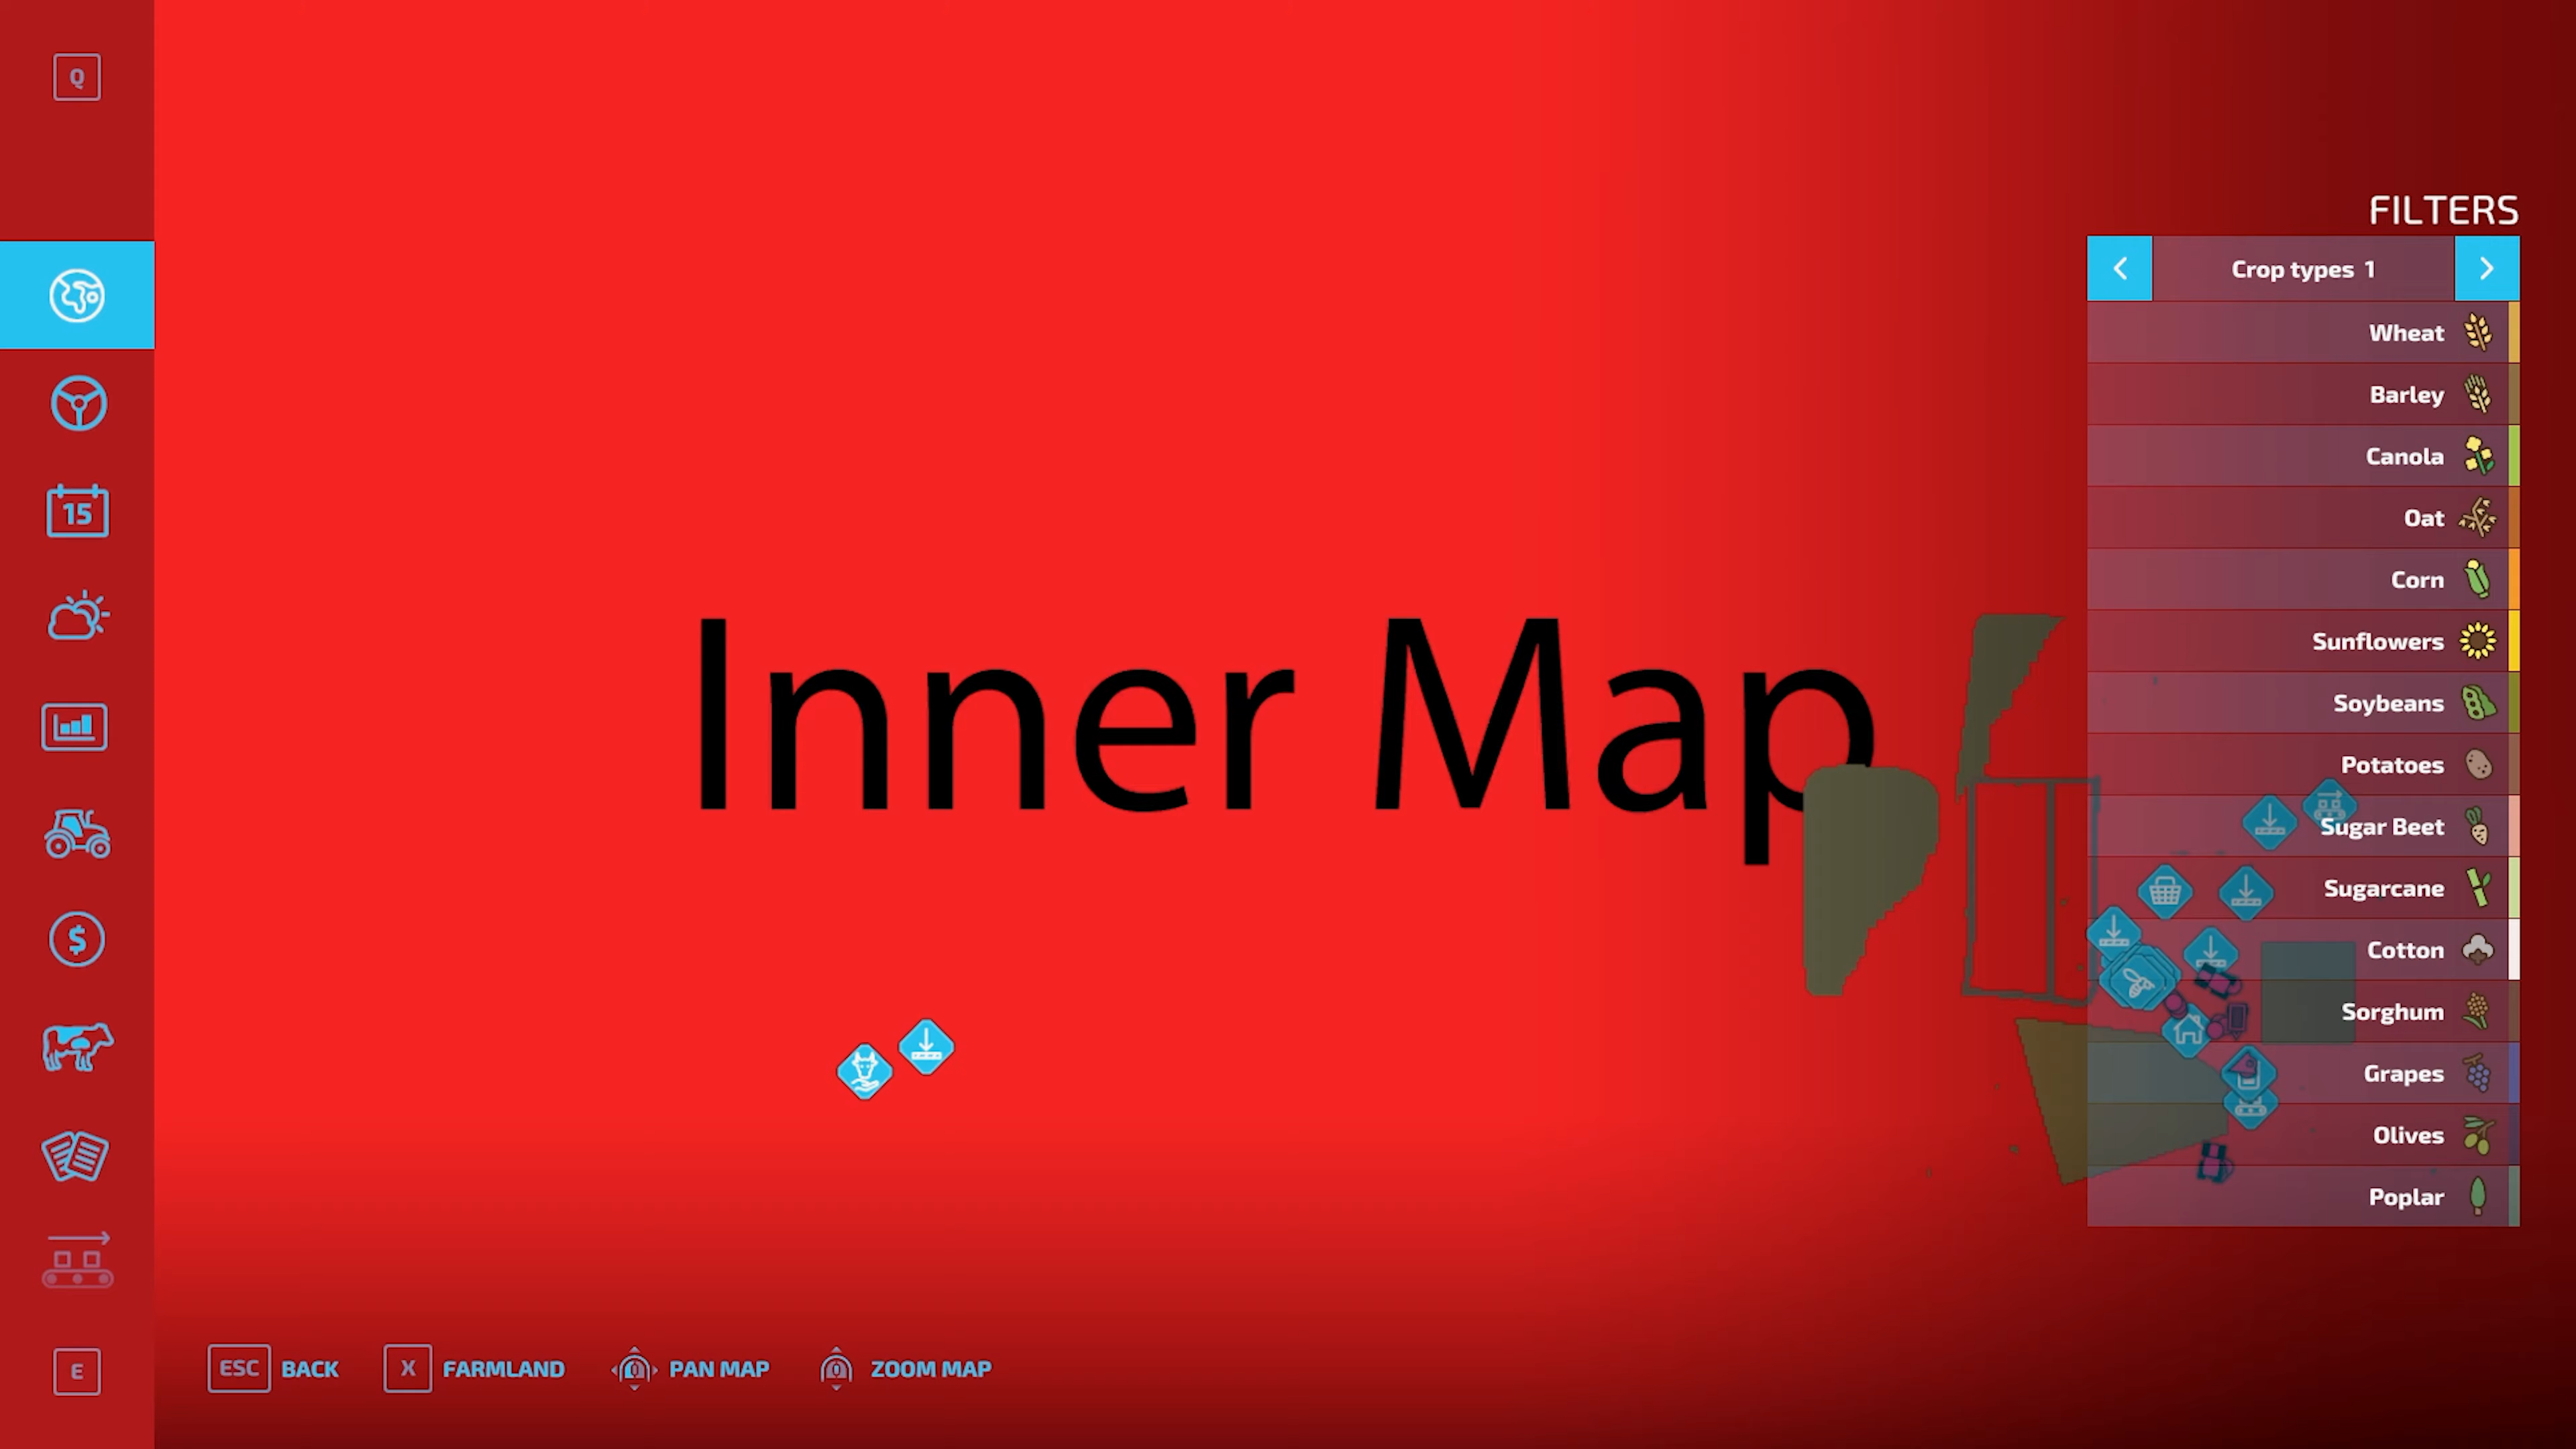 Q
FILTERS
Crop types 1
Wheat
Barley
Canola
Oat
15
Corn
Sunflowers
Inner Map
Soybeans
Potatoes
Sugar Beet
Sugarcane
$
Cotton
Sorghum
Grapes
Olives
Poplar
E
ESC BACK X FARMLAND PAN MAP ZOOM MAP